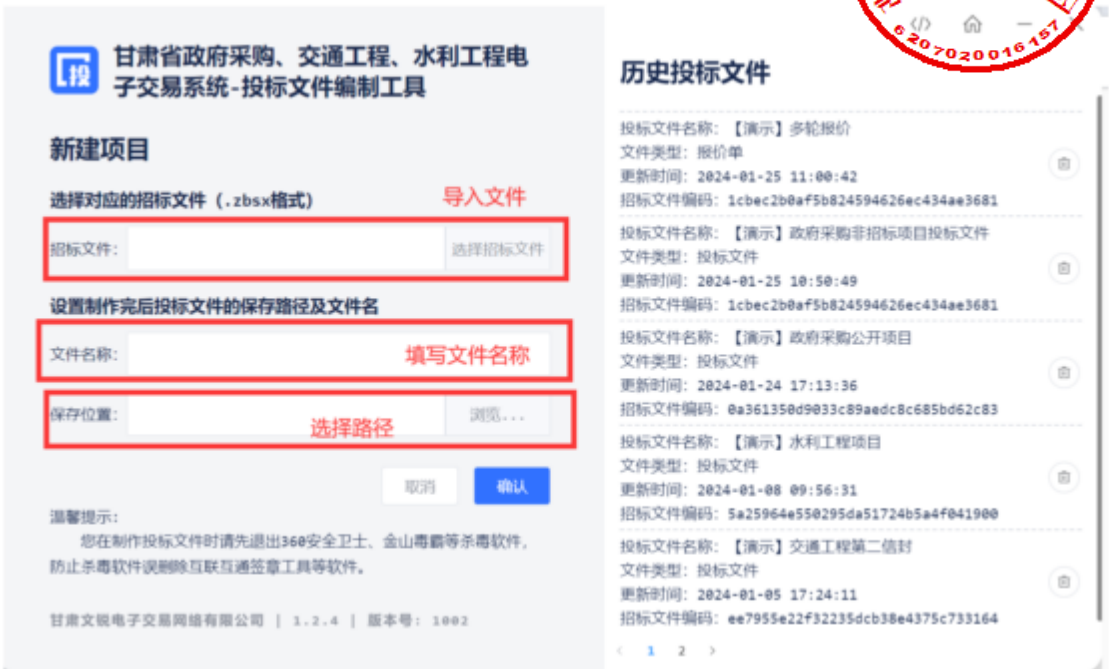 甘肃省政府采购、交通工程、水利工程电
子交易系统-投标文件编制工具
投
新建项目
选择对应的招标文件（.zbsx格式）
导入文件
招标文件：
选择招标文件
设置制作完后投标文件的保存路径及文件名
文件名称：
填写文件名称
保存位置：
浏览...
选择路径
取消
确认
温馨提示：
您在制作投标文件时请先退出360安全卫士、金山毒霸等杀毒软件，
防止杀毒软件误删除互联互通签章工具等软件。
甘肃文锐电子交易网络有限公司 | 1.2.4 | 版本号: 1002
6207020016157
历史投标文件
投标文件名称：【演示】多轮报价
文件类型：报价单
更新时间：2024-01-25 11:00:42
招标文件编码：1cbec2b0af5b824594626ec434ae3681
投标文件名称：【演示】政府采购非招标项目投标文件
文件类型：投标文件
更新时间：2024-01-25 10:50:49
招标文件编码：1cbec2b0af5b824594626ec434ae3681
投标文件名称：【演示】政府采购公开项目
文件类型：投标文件
更新时间：2024-01-24 17:13:36
招标文件编码：0a361350d9033c89aedc8c685bd62c83
投标文件名称：【演示】水利工程项目
文件类型：投标文件
更新时间：2024-01-08 09:56:31
招标文件编码：5a25964e550295da51724b5a4f041900
投标文件名称：【演示】交通工程第二信封
文件类型：投标文件
更新时间：2024-01-05 17:24:11
招标文件编码：ee7955e22f32235dcb38e4375c733164
1 2